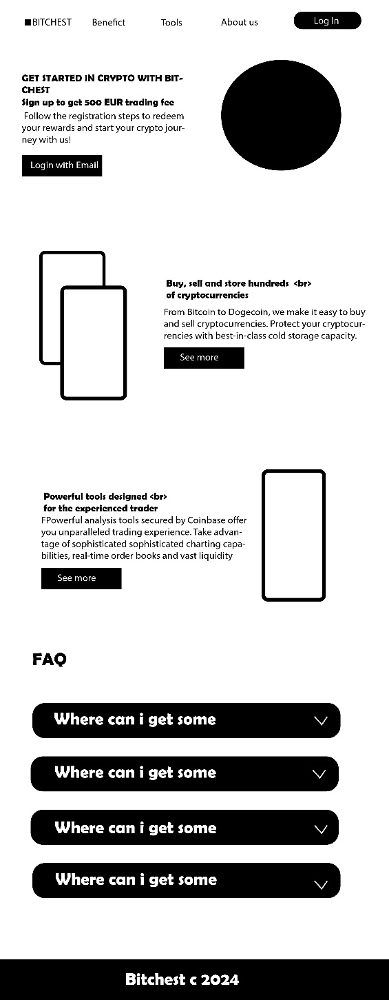 BITCHEST Benefict Tools About us Log In
GET STARTED IN CRYPTO WITH BIT-
CHEST
Sign up to get 500 EUR trading fee
Follow the registration steps to redeem
your rewards and start your crypto jour-
ney with us!
Login with Email
Buy, sell and store hundreds <br>
of cryptocurrencies
From Bitcoin to Dogecoin, we make it easy to buy
and sell cryptocurrencies. Protect your cryptocur-
rencies with best-in-class cold storage capacity.
See more
Powerful tools designed <br>
for the experienced trader
FPowerful analysis tools secured by Coinbase offer
you unparalleled trading experience. Take advan-
tage of sophisticated sophisticated charting capa-
bilities, real-time order books and vast liquidity
See more
FAQ
Where can i get some
Where can i get some
Where can i get some
Where can i get some
Bitchest c 2024